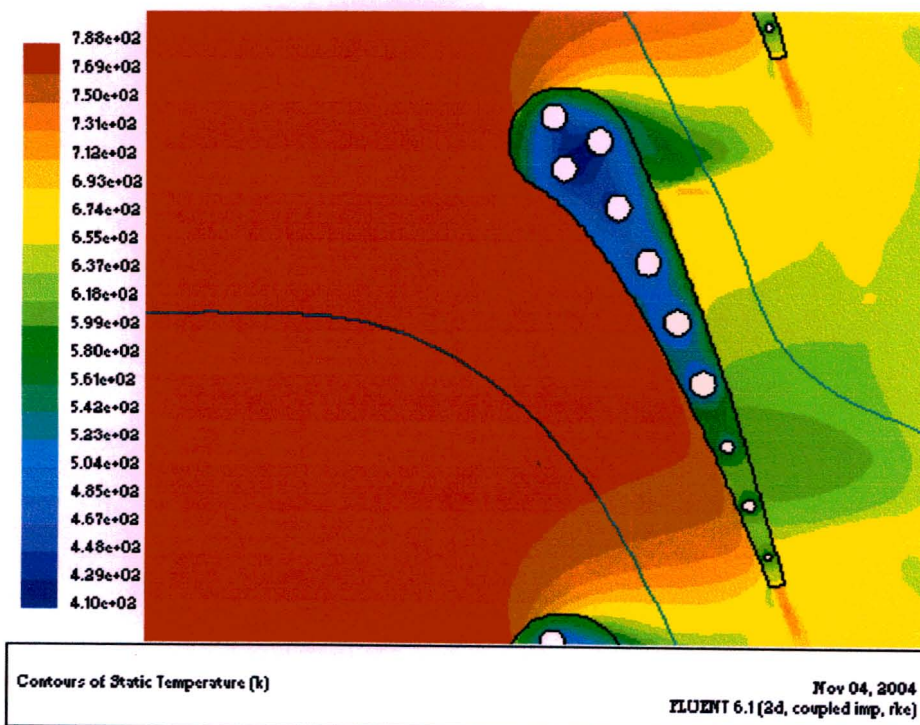 7.88e+02
7.69e+02
7.50e+02
7.31e+02
7.12e+02
6.93e+02
6.74e+02
6.55e+02
6.37e+02
6.18e+02
5.99e+02
5.80e+02
5.61e+02
5.42e+02
5.23e+02
5.04e+02
4.85e+02
4.67e+02
4.48e+02
4.29e+02
4.10e+02
Contours of Static Temperature (k)
Nov 04, 2004
FLUENT 6.1 (2d, coupled imp, rke)